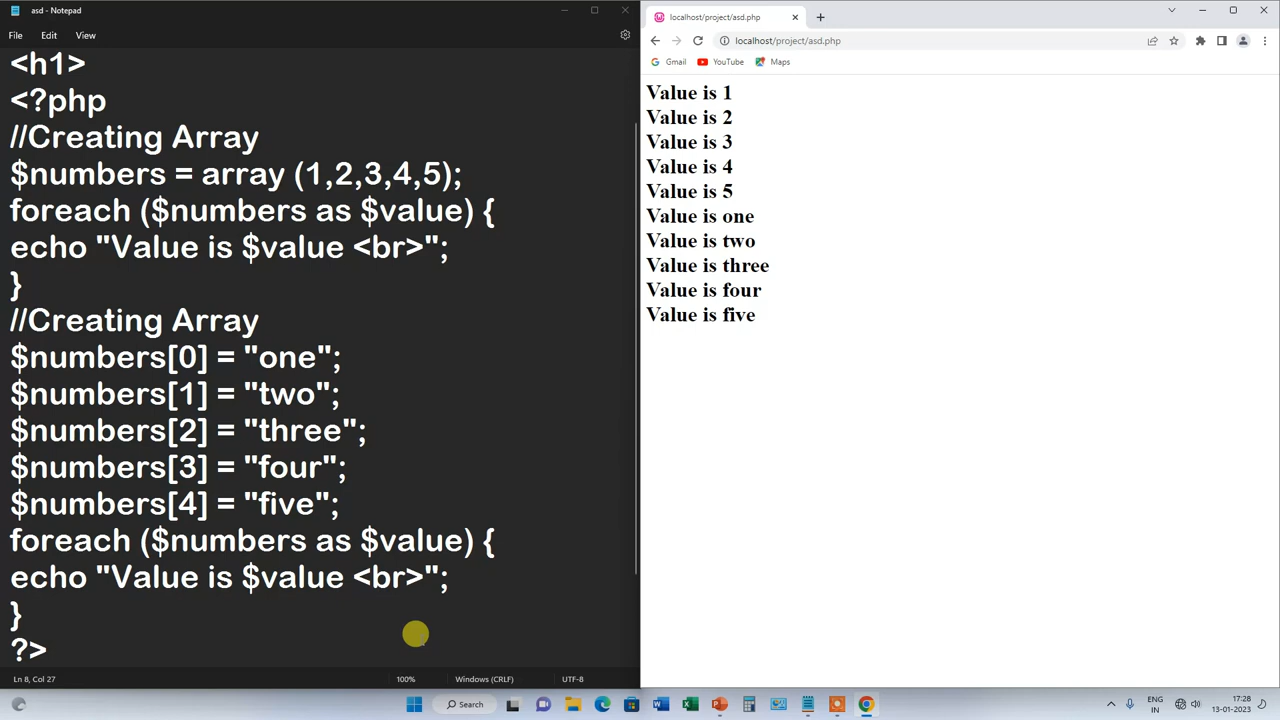 asd - Notepad
File Edit View
<h1>
<?php
//Creating Array
$numbers = array (1,2,3,4,5);
foreach ($numbers as $value) {
echo "Value is $value <br>";
}
//Creating Array
$numbers[0] = "one";
$numbers[1] = "two";
$numbers[2] = "three";
$numbers[3] = "four";
$numbers[4] = "five";
foreach ($numbers as $value) {
echo "Value is $value <br>";
}
?>
Ln 8, Col 27 100% Windows (CRLF) UTF-8
localhost/project/asd.php
localhost/project/asd.php
Gmail YouTube Maps
Value is 1
Value is 2
Value is 3
Value is 4
Value is 5
Value is one
Value is two
Value is three
Value is four
Value is five
Search
ENG
IN
17:28
13-01-2023